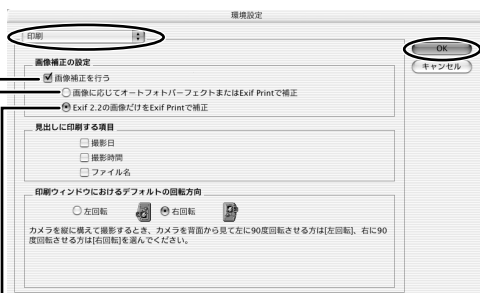 環境設定
印刷
OK
キャンセル
画像補正の設定
画像補正を行う
画像に応じてオートフォトパーフェクトまたはExif Printで補正
Exif 2.2の画像だけをExif Printで補正
見出しに印刷する項目
撮影日
撮影時間
ファイル名
印刷ウィンドウにおけるデフォルトの回転方向
左回転
右回転
カメラを縦に構えて撮影するとき、カメラを背面から見て左に90度回転させる方は[左回転]、右に90
度回転させる方は[右回転]を選んでください。